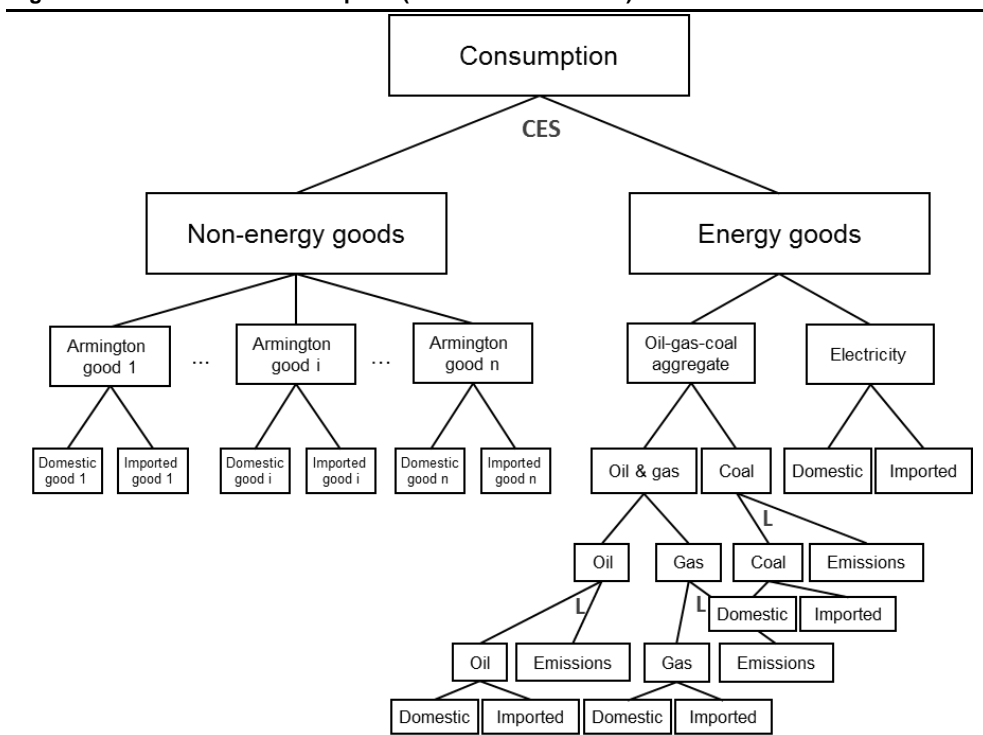 Consumption
CES
Non-energy goods
Energy goods
Armington
good 1
...
Armington
good i
...
Armington
good n
Oil-gas-coal
aggregate
Electricity
Domestic
good 1
Imported
good 1
Domestic
good i
Imported
good i
Domestic
good n
Imported
good n
Oil & gas
Coal
Domestic
Imported
L
Oil
Gas
Coal
Emissions
L
L
Domestic
Imported
Oil
Emissions
Gas
Emissions
Domestic
Imported
Domestic
Imported